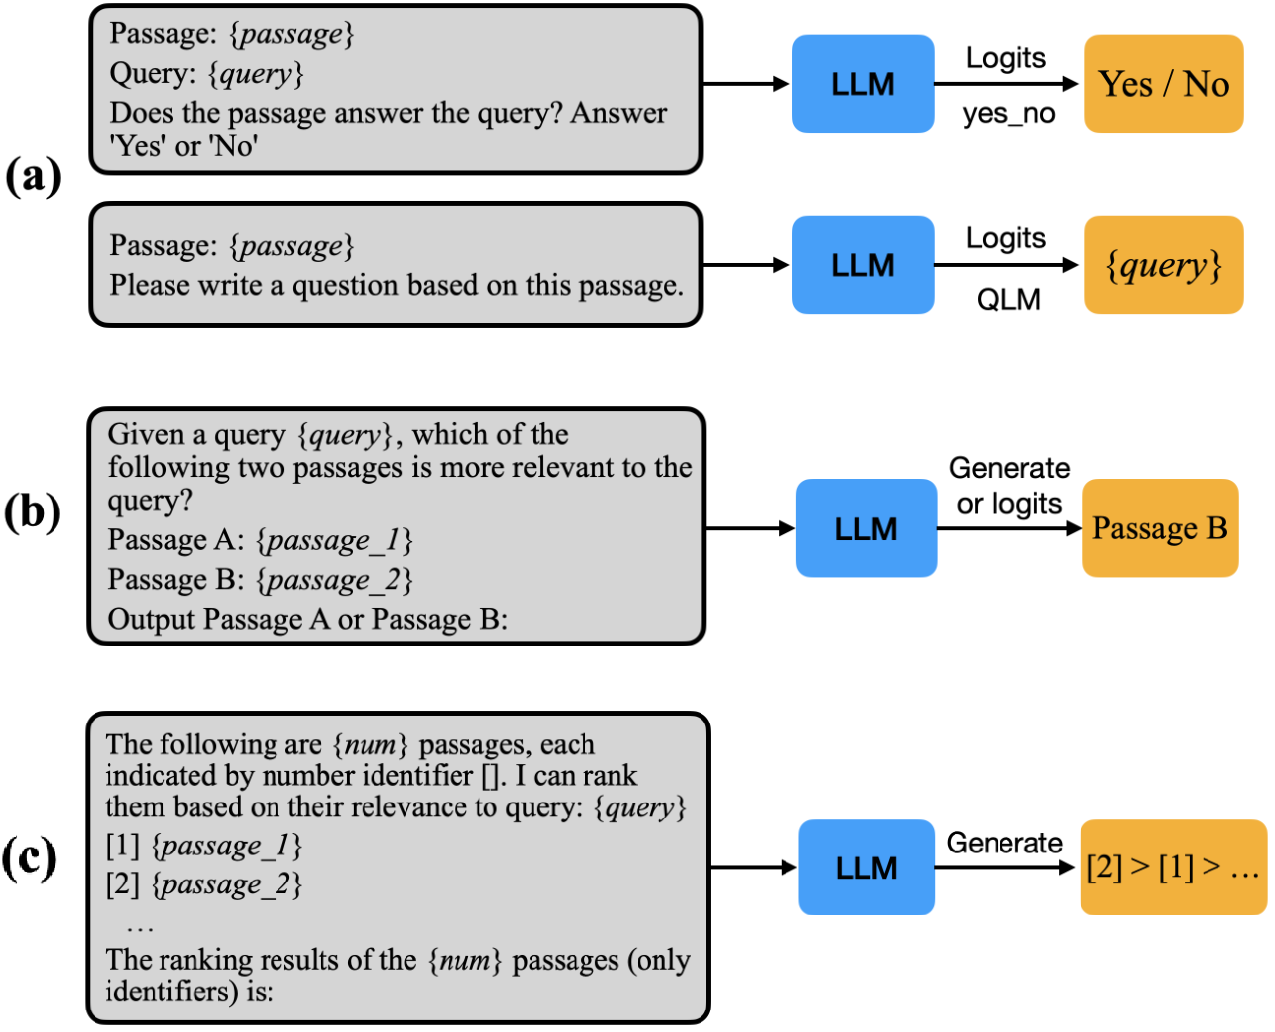 (a)
Passage: {passage}
Query: {query}
Does the passage answer the query? Answer
'Yes' or 'No'
LLM
Logits
yes_no
Yes / No
Passage: {passage}
Please write a question based on this passage.
LLM
Logits
QLM
{query}
(b)
Given a query {query}, which of the
following two passages is more relevant to the
query?
Passage A: {passage_1}
Passage B: {passage_2}
Output Passage A or Passage B:
LLM
Generate
or logits
Passage B
(c)
The following are {num} passages, each
indicated by number identifier []. I can rank
them based on their relevance to query: {query}
[1] {passage_1}
[2] {passage_2}
...
The ranking results of the {num} passages (only
identifiers) is:
LLM
Generate
[2] > [1] > ...